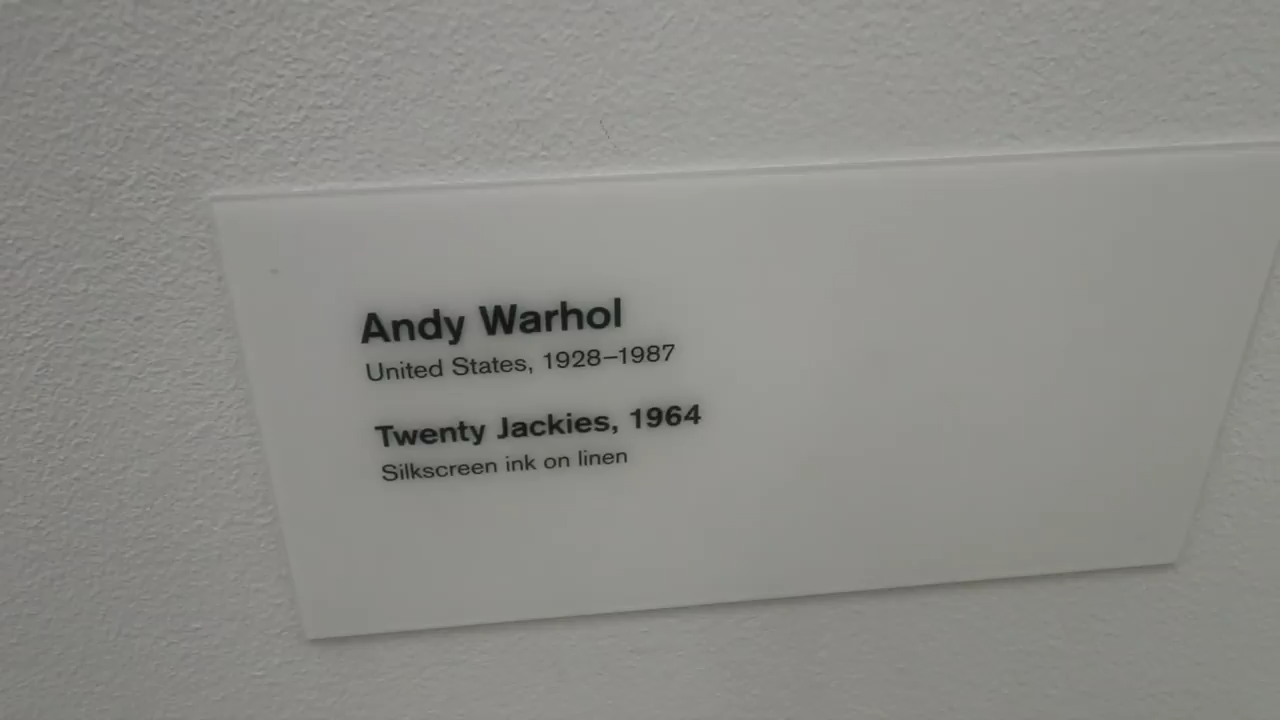 Andy Warhol
United States, 1928–1987
Twenty Jackies, 1964
Silkscreen ink on linen